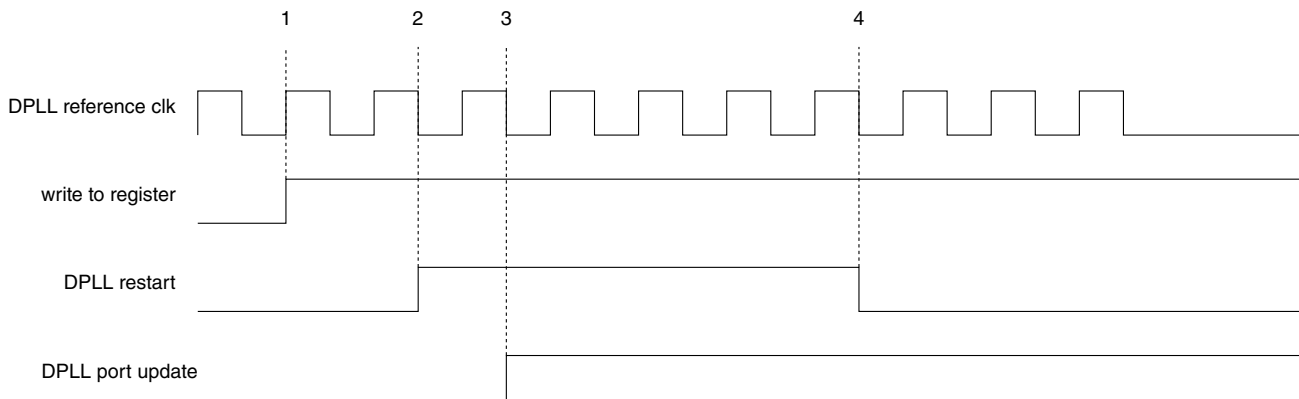 1 2 3 4
DPLL reference clk
write to register
DPLL restart
DPLL port update